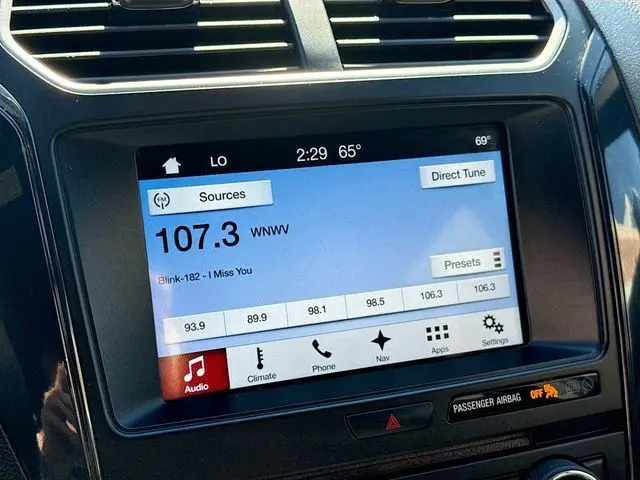 LO 2:29 65° 69°
FM Sources
Direct Tune
107.3 WNWV
Blink-182 - I Miss You
Presets
93.9 89.9 98.1 98.5 106.3 106.3
Audio Climate Phone Nav Apps Settings
PASSENGER AIRBAG OFF